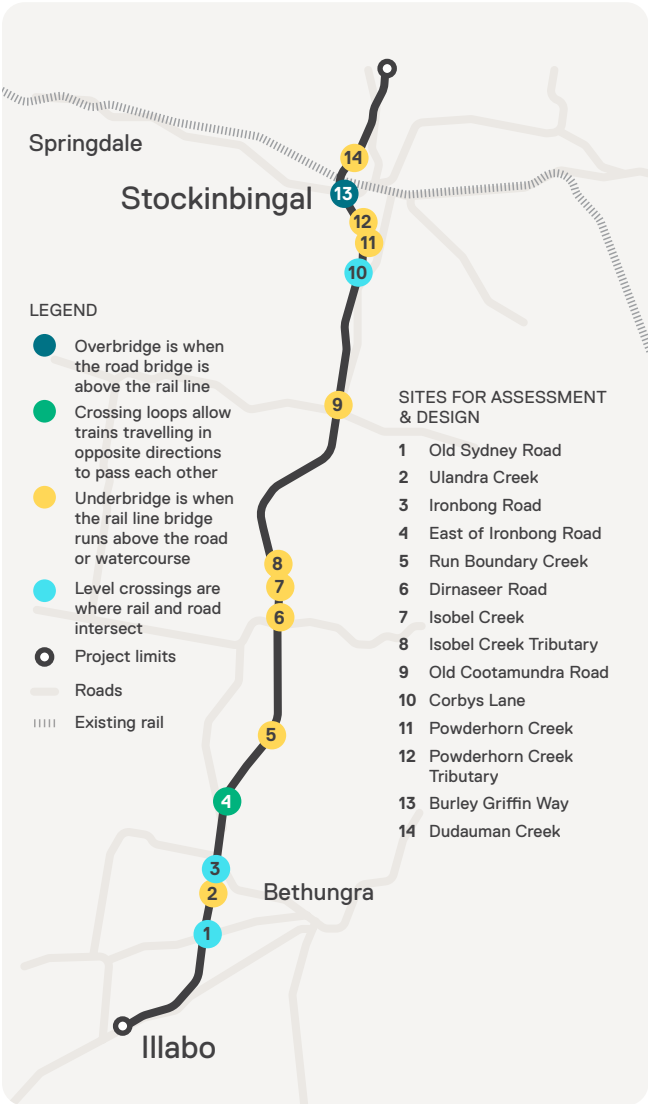 Springdale
14
Stockinbingal
13
12
11
10
LEGEND
Overbridge is when
the road bridge is
above the rail line
Crossing loops allow
trains travelling in
opposite directions
to pass each other
Underbridge is when
the rail line bridge
runs above the road
or watercourse
Level crossings are
where rail and road
intersect
Project limits
Roads
Existing rail
9
8
7
6
5
4
3
2
1
SITES FOR ASSESSMENT
& DESIGN
1 Old Sydney Road
2 Ulandra Creek
3 Ironbong Road
4 East of Ironbong Road
5 Run Boundary Creek
6 Dirnaseer Road
7 Isobel Creek
8 Isobel Creek Tributary
9 Old Cootamundra Road
10 Corbys Lane
11 Powderhorn Creek
12 Powderhorn Creek
Tributary
13 Burley Griffin Way
14 Dudauman Creek
Bethungra
Illabo